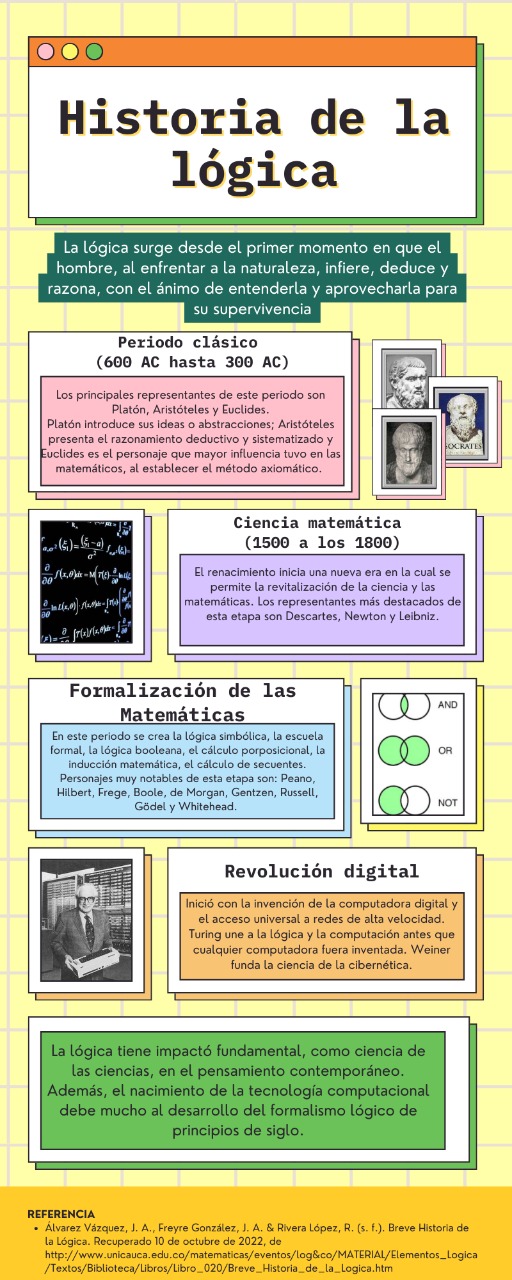 Historia de la
lógica
La lógica surge desde el primer momento en que el
hombre, al enfrentar a la naturaleza, infiere, deduce y
razona, con el ánimo de entenderla y aprovecharla para
su supervivencia
Periodo clásico
(600 AC hasta 300 AC)
Los principales representantes de este periodo son
Platón, Aristóteles y Euclides.
Platón introduce sus ideas o abstracciones; Aristóteles
presenta el razonamiento deductivo y sistematizado y
Euclides es el personaje que mayor influencia tuvo en las
matemáticos, al establecer el método axiomático.
SOCRATES
Ciencia matemática
(1500 a los 1800)
El renacimiento inicia una nueva era en la cual se
permite la revitalización de la ciencia y las
matemáticas. Los representantes más destacados de
esta etapa son Descartes, Newton y Leibniz.
Formalización de las
Matemáticas
En este periodo se crea la lógica simbólica, la escuela
formal, la lógica booleana, el cálculo porposicional, la
inducción matemática, el cálculo de secuentes.
Personajes muy notables de esta etapa son: Peano,
Hilbert, Frege, Boole, de Morgan, Gentzen, Russell,
Gödel y Whitehead.
AND
OR
NOT
Revolución digital
Inició con la invención de la computadora digital y
el acceso universal a redes de alta velocidad.
Turing une a la lógica y la computación antes que
cualquier computadora fuera inventada. Weiner
funda la ciencia de la cibernética.
La lógica tiene impactó fundamental, como ciencia de
las ciencias, en el pensamiento contemporáneo.
Además, el nacimiento de la tecnología computacional
debe mucho al desarrollo del formalismo lógico de
principios de siglo.
REFERENCIA
• Álvarez Vázquez, J. A., Freyre González, J. A. & Rivera López, R. (s. f.). Breve Historia de
la Lógica. Recuperado 10 de octubre de 2022, de
http://www.unicauca.edu.co/matematicas/eventos/log&co/MATERIAL/Elementos_Logica
/Textos/Biblioteca/Libros/Libro_020/Breve_Historia_de_la_Logica.htm